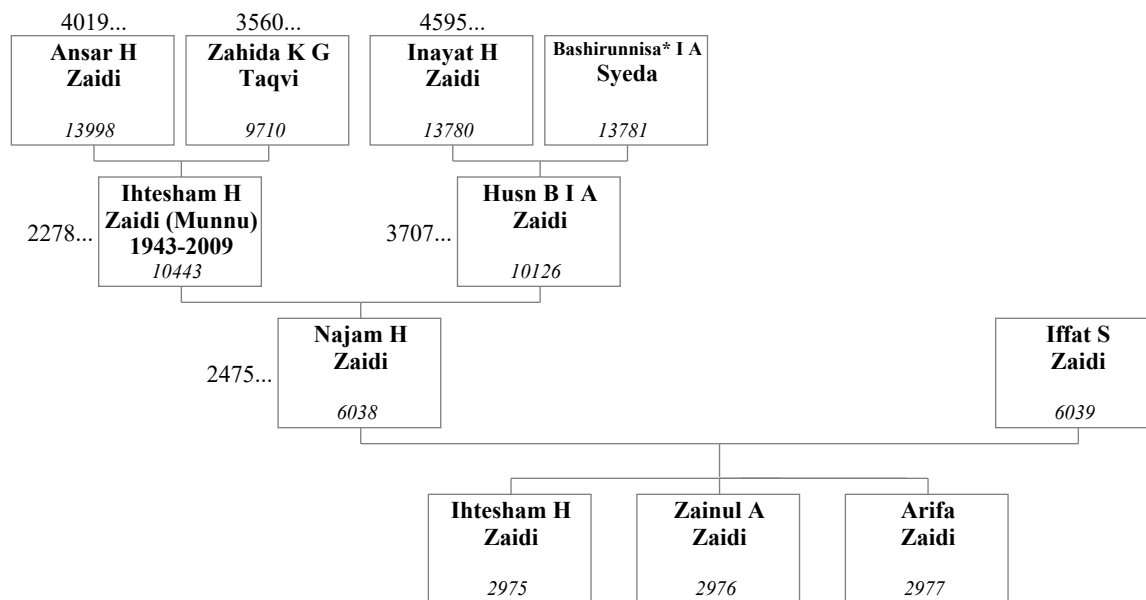 4019...
3560...
4595...
Ansar H
Zaidi
13998
Zahida K G
Taqvi
9710
Inayat H
Zaidi
13780
Bashirunnisa* I A
Syeda
13781
2278...
Ihtesham H
Zaidi (Munnu)
1943-2009
10443
3707...
Husn B I A
Zaidi
10126
2475...
Najam H
Zaidi
6038
Iffat S
Zaidi
6039
Ihtesham H
Zaidi
2975
Zainul A
Zaidi
2976
Arifa
Zaidi
2977